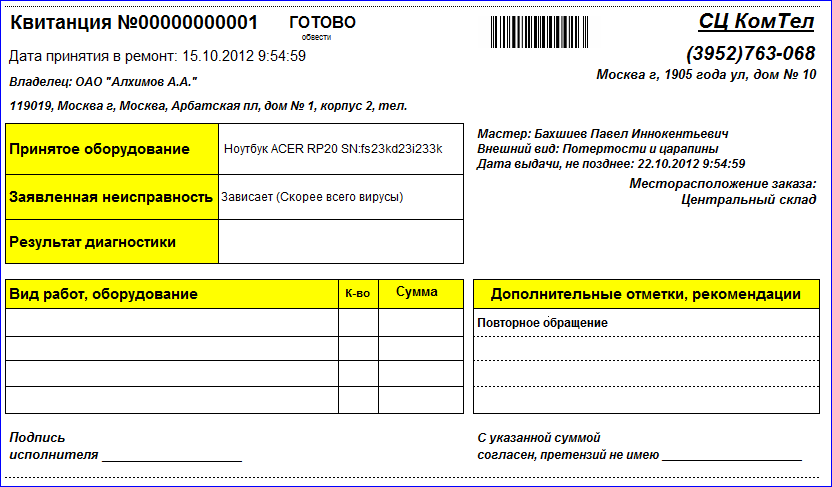 Квитанция №00000000001
ГОТОВО
обвести
СЦ КомТел
Дата принятия в ремонт: 15.10.2012 9:54:59
(3952)763-068
Москва г, 1905 года ул, дом № 10
Владелец: ОАО "Алхимов А.А."
119019, Москва г, Москва, Арбатская пл, дом № 1, корпус 2, тел.
Принятое оборудование
Ноутбук ACER RP20 SN:fs23kd23i233k
Заявленная неисправность
Зависает (Скорее всего вирусы)
Результат диагностики
Мастер: Бахшиев Павел Иннокентьевич
Внешний вид: Потертости и царапины
Дата выдачи, не позднее: 22.10.2012 9:54:59
Месторасположение заказа:
Центральный склад
Вид работ, оборудование
К-во
Сумма
Дополнительные отметки, рекомендации
Повторное обращение
Подпись
исполнителя ____________________
С указанной суммой
согласен, претензий не имею ____________________